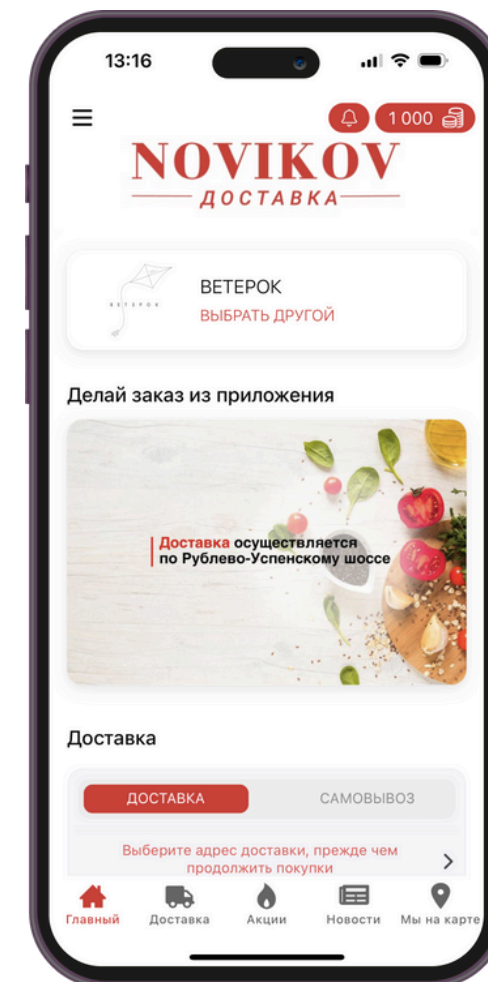 13:16
1 000
NOVIKOV
ДОСТАВКА
ВЕТЕРОК
ВЕТЕРОК
ВЫБРАТЬ ДРУГОЙ
Делай заказ из приложения
Доставка осуществляется
по Рублево-Успенскому шоссе
Доставка
ДОСТАВКА
САМОВЫВОЗ
Выберите адрес доставки, прежде чем
продолжить покупки
Главный
Доставка
Акции
Новости
Мы на карте